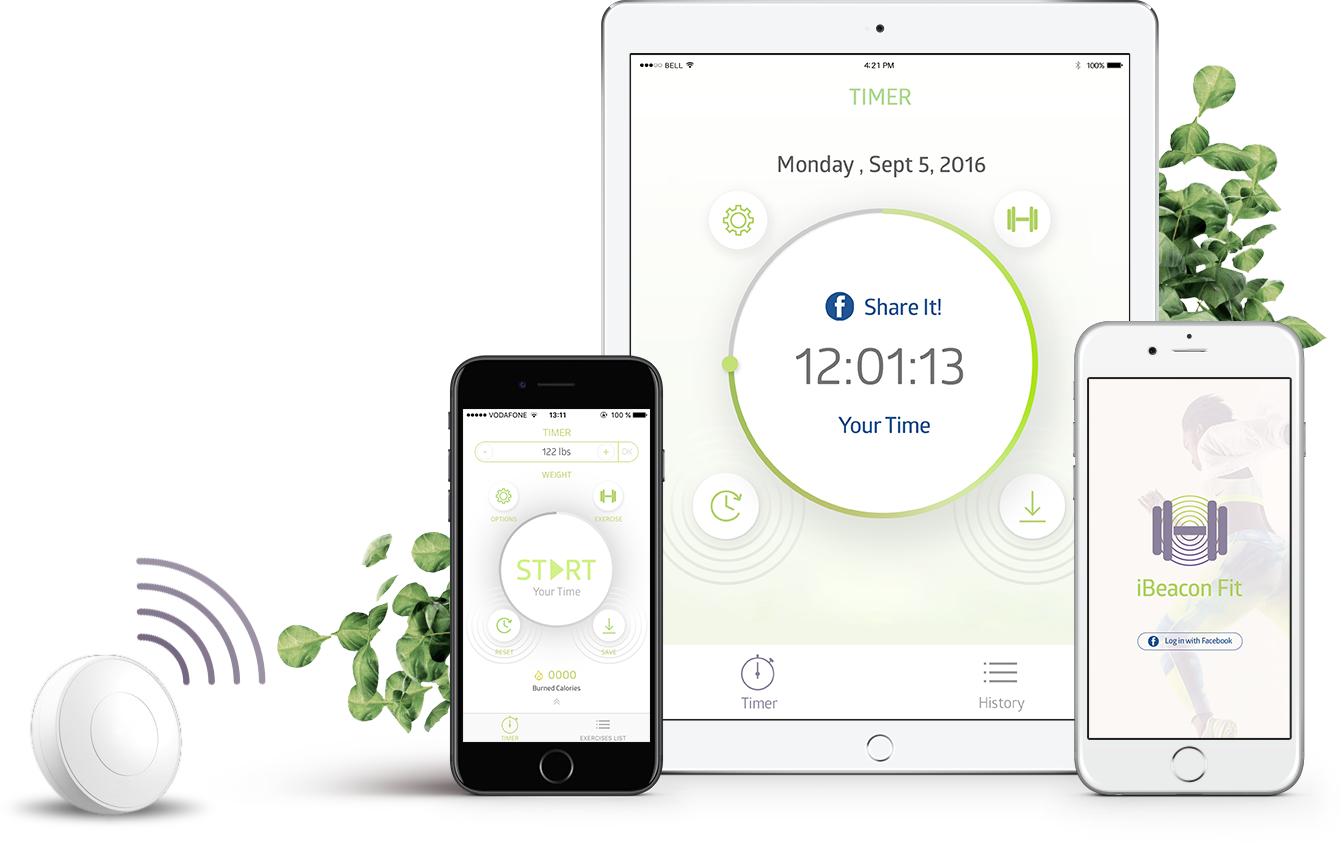 BELL
4:21 PM
100%
TIMER
Monday , Sept 5, 2016
f Share It!
12:01:13
Your Time
Timer
History
VODAFONE
13:11
100 %
TIMER
- 122 lbs + OK
WEIGHT
OPTIONS
EXERCISE
START
Your Time
RESET
SAVE
0000
Burned Calories
TIMER
EXERCISES LIST
iBeacon Fit
f Log in with Facebook